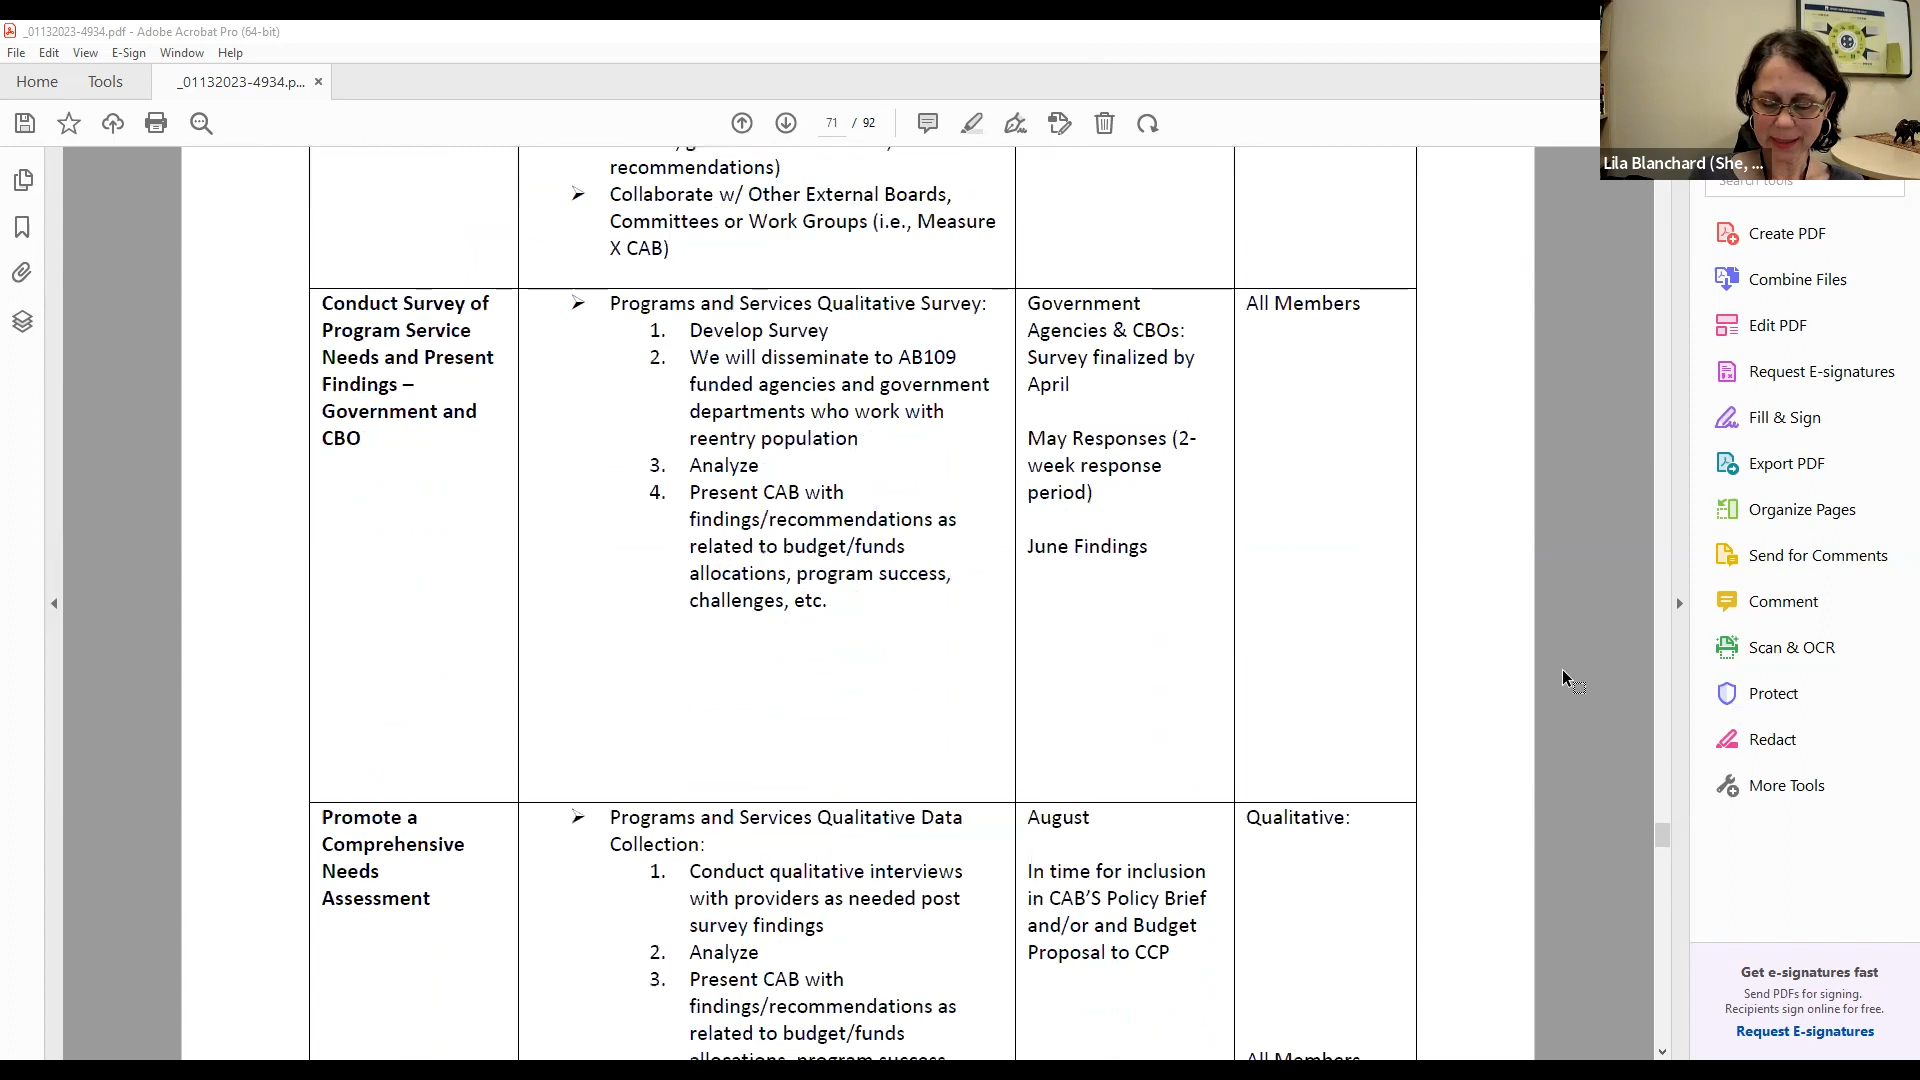 _01132023-4934.pdf - Adobe Acrobat Pro (64-bit)
File Edit View E-Sign Window Help
Home Tools _01132023-4934.p... ×
71 / 92
Lila Blanchard (She, ...
recommendations)
Collaborate w/ Other External Boards,
Committees or Work Groups (i.e., Measure
X CAB)
Conduct Survey of
Program Service
Needs and Present
Findings –
Government and
CBO
➢ Programs and Services Qualitative Survey:
1. Develop Survey
2. We will disseminate to AB109
funded agencies and government
departments who work with
reentry population
3. Analyze
4. Present CAB with
findings/recommendations as
related to budget/funds
allocations, program success,
challenges, etc.
Government
Agencies & CBOs:
Survey finalized by
April
May Responses (2-
week response
period)
June Findings
All Members
Promote a
Comprehensive
Needs
Assessment
➢ Programs and Services Qualitative Data
Collection:
1. Conduct qualitative interviews
with providers as needed post
survey findings
2. Analyze
3. Present CAB with
findings/recommendations as
related to budget/funds
allocations, program success,
August
In time for inclusion
in CAB’S Policy Brief
and/or and Budget
Proposal to CCP
Qualitative:
All Members
Search tools
Create PDF
Combine Files
Edit PDF
Request E-signatures
Fill & Sign
Export PDF
Organize Pages
Send for Comments
Comment
Scan & OCR
Protect
Redact
More Tools
Get e-signatures fast
Send PDFs for signing.
Recipients sign online for free.
Request E-signatures